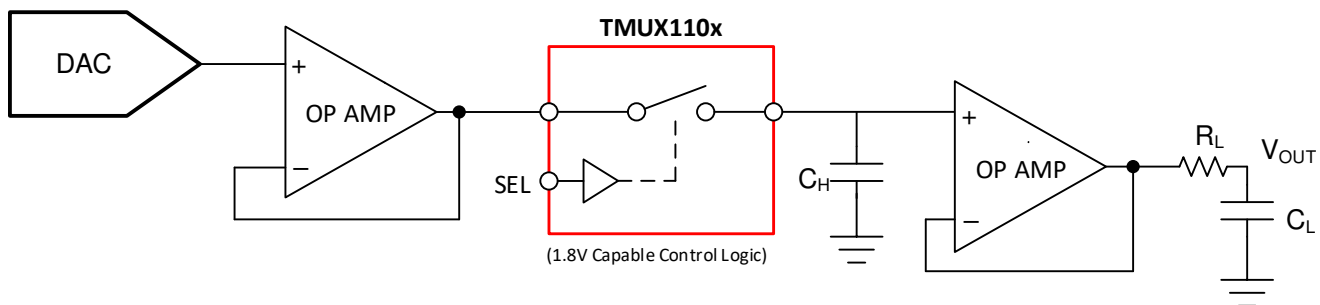 TMUX110x
DAC
+
OP AMP
−
SEL
(1.8V Capable Control Logic)
C_H
+
OP AMP
−
R_L
V_OUT
C_L